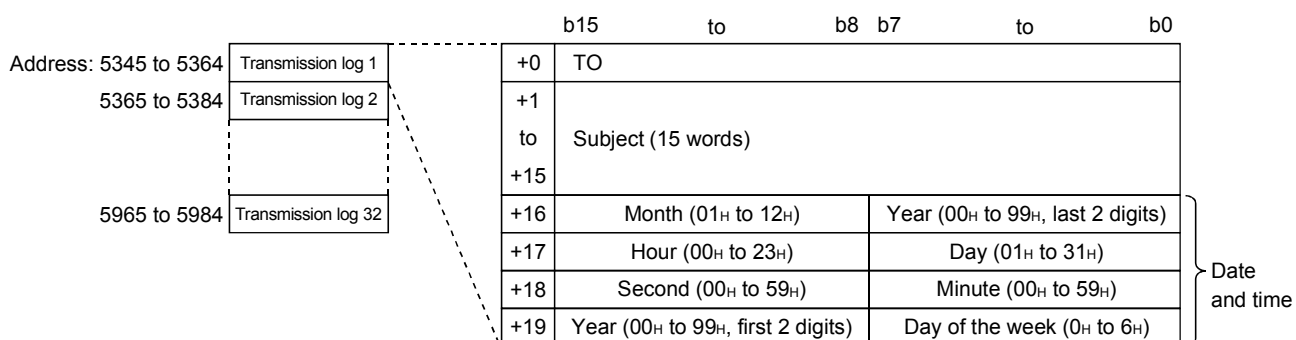 b15 to b8 b7 to b0
Address: 5345 to 5364 Transmission log 1 +0 TO
5365 to 5384 Transmission log 2 +1
to Subject (15 words)
+15
5965 to 5984 Transmission log 32 +16 Month (01H to 12H) Year (00H to 99H, last 2 digits)
+17 Hour (00H to 23H) Day (01H to 31H)
+18 Second (00H to 59H) Minute (00H to 59H)
+19 Year (00H to 99H, first 2 digits) Day of the week (0H to 6H)
Date
and time